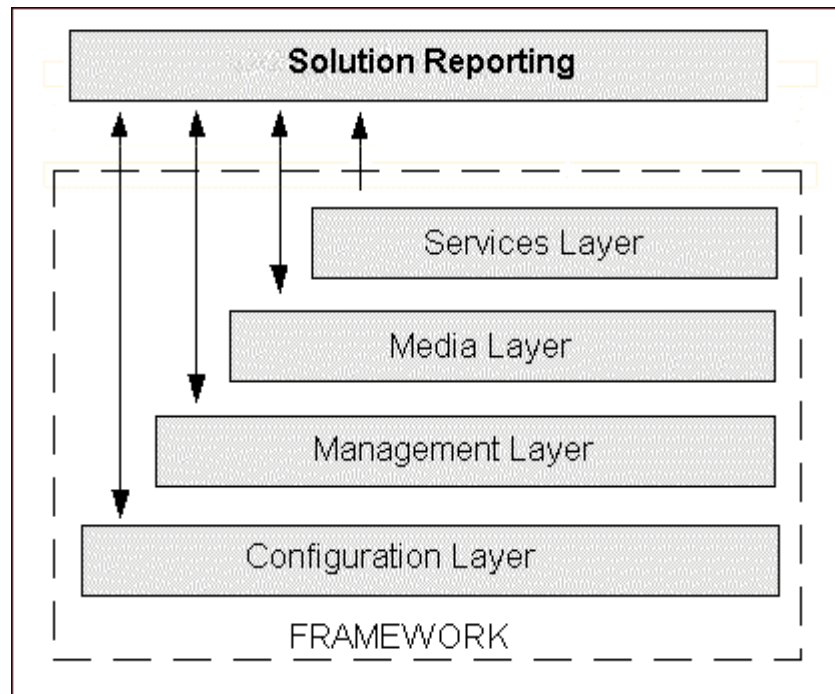 Solution Reporting
Services Layer
Media Layer
Management Layer
Configuration Layer
FRAMEWORK